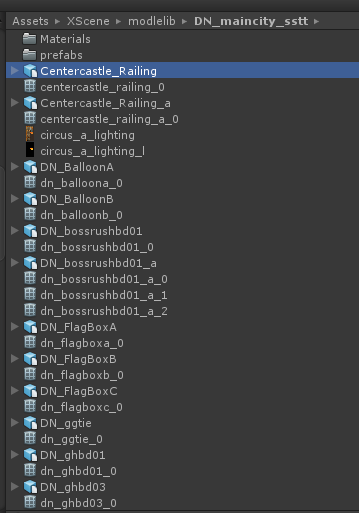 Assets ▸ XScene ▸ modlelib ▸ DN_maincity_sstt ▸
Materials
prefabs
Centercastle_Railing
centercastle_railing_0
Centercastle_Railing_a
centercastle_railing_a_0
circus_a_lighting
circus_a_lighting_l
DN_BalloonA
dn_balloona_0
DN_BalloonB
dn_balloonb_0
DN_bossrushbd01
dn_bossrushbd01_0
DN_bossrushbd01_a
dn_bossrushbd01_a_0
dn_bossrushbd01_a_1
dn_bossrushbd01_a_2
DN_FlagBoxA
dn_flagboxa_0
DN_FlagBoxB
dn_flagboxb_0
DN_FlagBoxC
dn_flagboxc_0
DN_ggtie
dn_ggtie_0
DN_ghbd01
dn_ghbd01_0
DN_ghbd03
dn_ghbd03_0